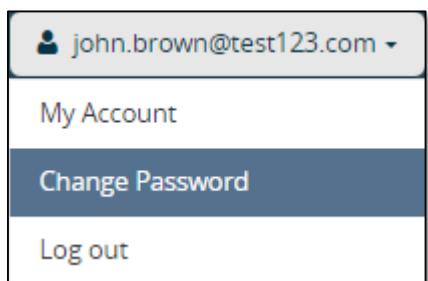 john.brown@test123.com
My Account
Change Password
Log out